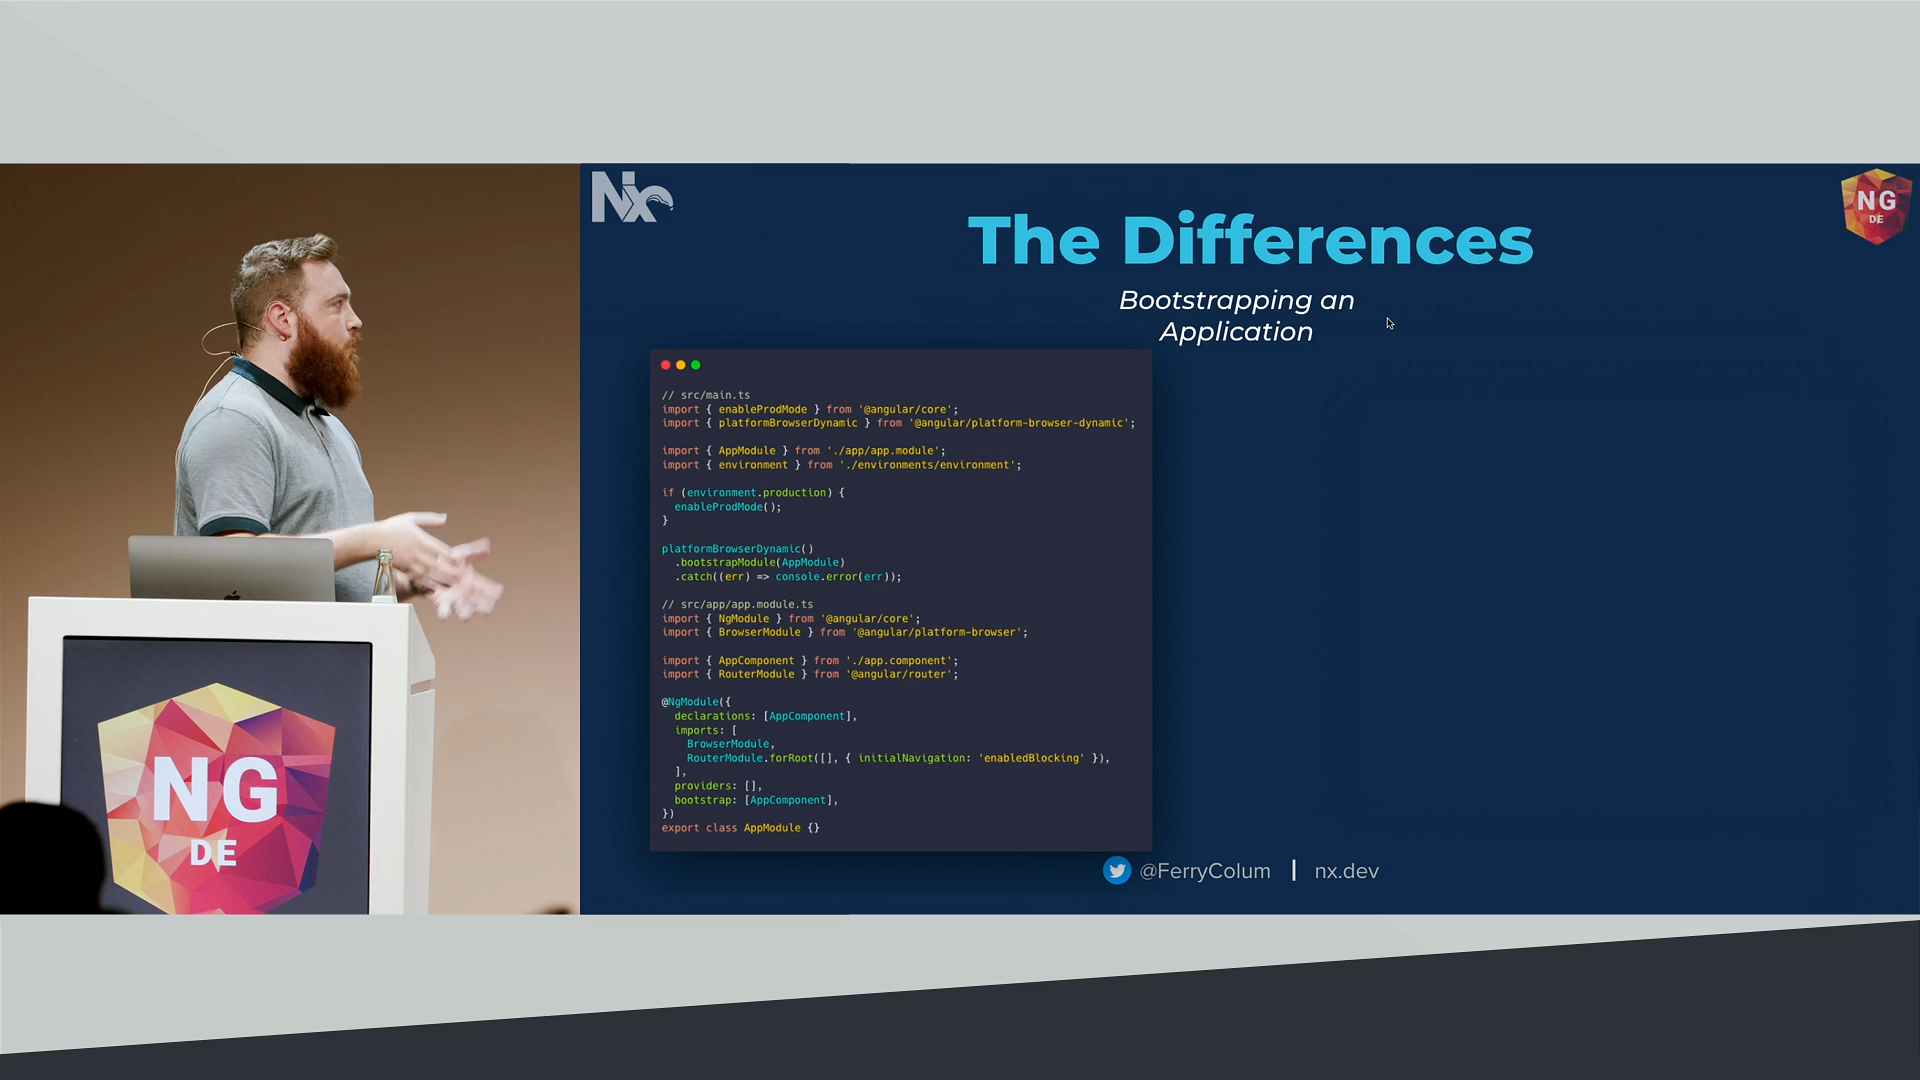 Nx
NG
DE
The Differences
Bootstrapping an
Application
// src/main.ts
import { enableProdMode } from '@angular/core';
import { platformBrowserDynamic } from '@angular/platform-browser-dynamic';

import { AppModule } from './app/app.module';
import { environment } from './environments/environment';

if (environment.production) {
  enableProdMode();
}

platformBrowserDynamic()
  .bootstrapModule(AppModule)
  .catch((err) => console.error(err));

// src/app/app.module.ts
import { NgModule } from '@angular/core';
import { BrowserModule } from '@angular/platform-browser';

import { AppComponent } from './app.component';
import { RouterModule } from '@angular/router';

@NgModule({
  declarations: [AppComponent],
  imports: [
    BrowserModule,
    RouterModule.forRoot([], { initialNavigation: 'enabledBlocking' }),
  ],
  providers: [],
  bootstrap: [AppComponent],
})
export class AppModule {}
@FerryColum | nx.dev
NG
DE